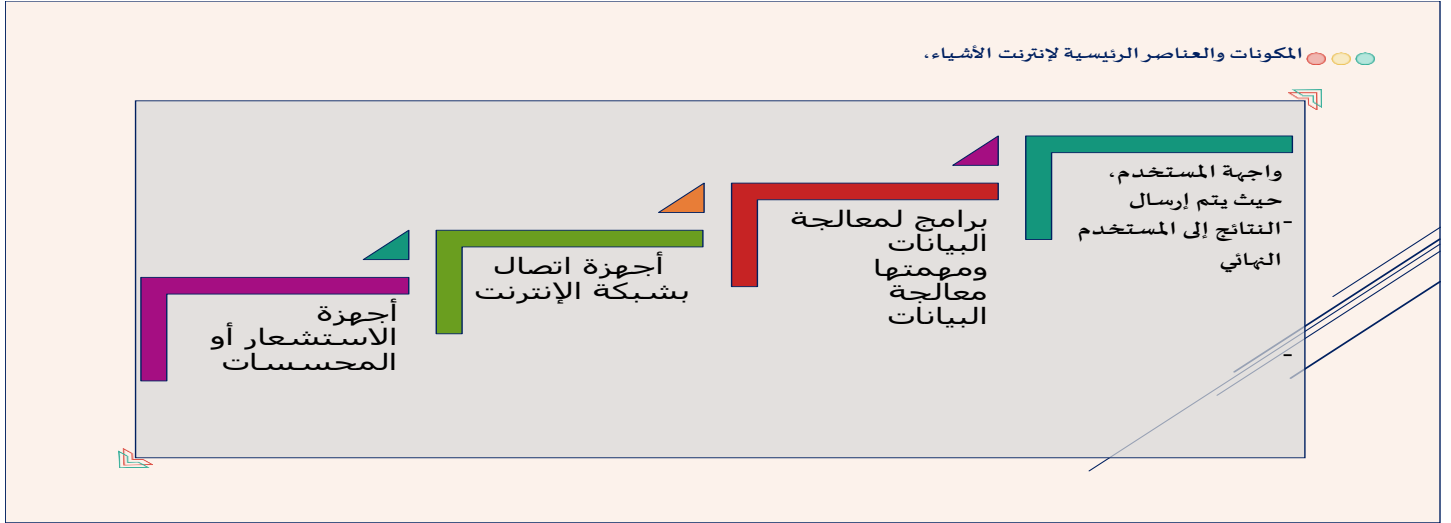 المكونات والعناصر الرئيسية لإنترنت الأشياء،
واجهة المستخدم،
حيث يتم إرسال
-النتائج إلى المستخدم
النهائي
-
برامج لمعالجة
البيانات
ومهمتها
معالجة
البيانات
أجهزة اتصال
بشبكة الإنترنت
أجهزة
الاستشعار أو
المحسسات